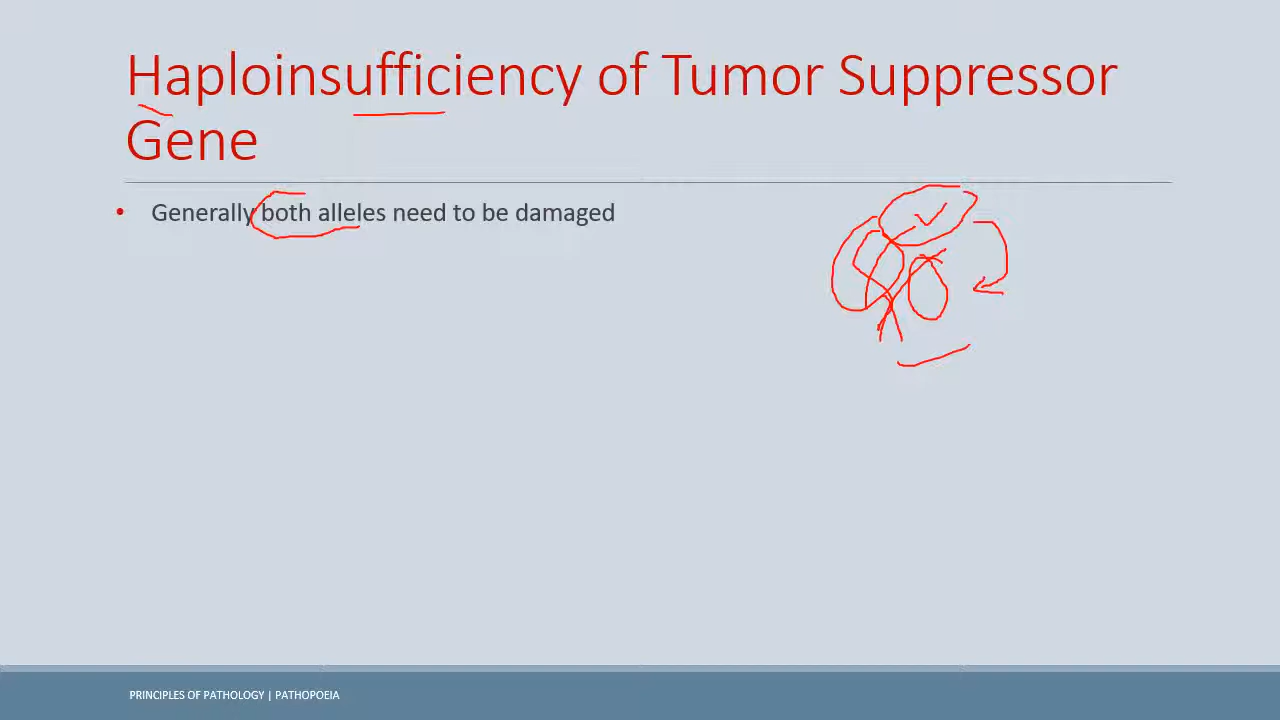 Haploinsufficiency of Tumor Suppressor
Gene
• Generally both alleles need to be damaged
PRINCIPLES OF PATHOLOGY | PATHOPOEIA